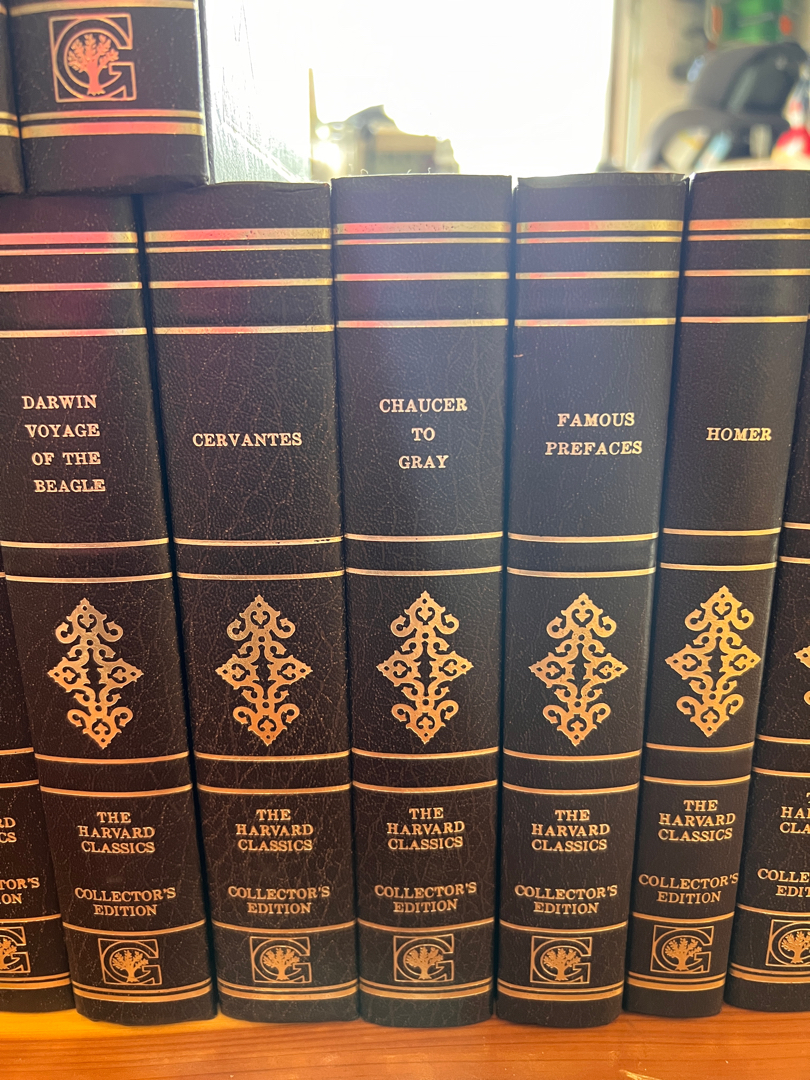 DARWIN
VOYAGE
OF THE
BEAGLE
THE
HARVARD
CLASSICS
COLLECTOR'S
EDITION
G
CERVANTES
THE
HARVARD
CLASSICS
COLLECTOR'S
EDITION
G
CHAUCER
TO
GRAY
THE
HARVARD
CLASSICS
COLLECTOR'S
EDITION
G
FAMOUS
PREFACES
THE
HARVARD
CLASSICS
COLLECTOR'S
EDITION
G
HOMER
THE
HARVARD
CLASSICS
COLLECTOR'S
EDITION
G